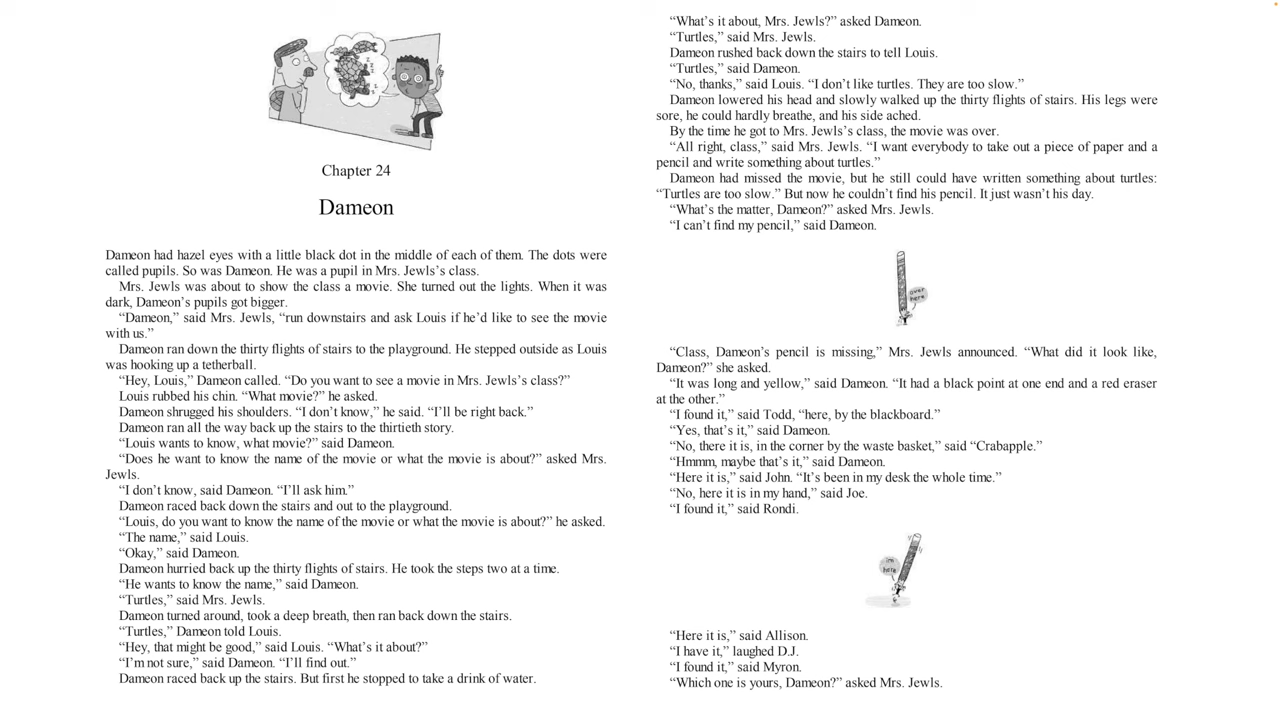 Chapter 24
Dameon
Dameon had hazel eyes with a little black dot in the middle of each of them. The dots were
called pupils. So was Dameon. He was a pupil in Mrs. Jewls’s class.
Mrs. Jewls was about to show the class a movie. She turned out the lights. When it was
dark, Dameon’s pupils got bigger.
“Dameon,” said Mrs. Jewls, “run downstairs and ask Louis if he’d like to see the movie
with us.”
Dameon ran down the thirty flights of stairs to the playground. He stepped outside as Louis
was hooking up a tetherball.
“Hey, Louis,” Dameon called. “Do you want to see a movie in Mrs. Jewls’s class?”
Louis rubbed his chin. “What movie?” he asked.
Dameon shrugged his shoulders. “I don’t know,” he said. “I’ll be right back.”
Dameon ran all the way back up the stairs to the thirtieth story.
“Louis wants to know, what movie?” said Dameon.
“Does he want to know the name of the movie or what the movie is about?” asked Mrs.
Jewls.
“I don’t know, said Dameon. “I’ll ask him.”
Dameon raced back down the stairs and out to the playground.
“Louis, do you want to know the name of the movie or what the movie is about?” he asked.
“The name,” said Louis.
“Okay,” said Dameon.
Dameon hurried back up the thirty flights of stairs. He took the steps two at a time.
“He wants to know the name,” said Dameon.
“Turtles,” said Mrs. Jewls.
Dameon turned around, took a deep breath, then ran back down the stairs.
“Turtles,” Dameon told Louis.
“Hey, that might be good,” said Louis. “What’s it about?”
“I’m not sure,” said Dameon. “I’ll find out.”
Dameon raced back up the stairs. But first he stopped to take a drink of water.
“What’s it about, Mrs. Jewls?” asked Dameon.
“Turtles,” said Mrs. Jewls.
Dameon rushed back down the stairs to tell Louis.
“Turtles,” said Dameon.
“No, thanks,” said Louis. “I don’t like turtles. They are too slow.”
Dameon lowered his head and slowly walked up the thirty flights of stairs. His legs were
sore, he could hardly breathe, and his side ached.
By the time he got to Mrs. Jewls’s class, the movie was over.
“All right, class,” said Mrs. Jewls. “I want everybody to take out a piece of paper and a
pencil and write something about turtles.”
Dameon had missed the movie, but he still could have written something about turtles:
“Turtles are too slow.” But now he couldn’t find his pencil. It just wasn’t his day.
“What’s the matter, Dameon?” asked Mrs. Jewls.
“I can’t find my pencil,” said Dameon.
over
here
“Class, Dameon’s pencil is missing,” Mrs. Jewls announced. “What did it look like,
Dameon?” she asked.
“It was long and yellow,” said Dameon. “It had a black point at one end and a red eraser
at the other.”
“I found it,” said Todd, “here, by the blackboard.”
“Yes, that’s it,” said Dameon.
“No, there it is, in the corner by the waste basket,” said “Crabapple.”
“Hmmm, maybe that’s it,” said Dameon.
“Here it is,” said John. “It’s been in my desk the whole time.”
“No, here it is in my hand,” said Joe.
“I found it,” said Rondi.
im
here
“Here it is,” said Allison.
“I have it,” laughed D.J.
“I found it,” said Myron.
“Which one is yours, Dameon?” asked Mrs. Jewls.